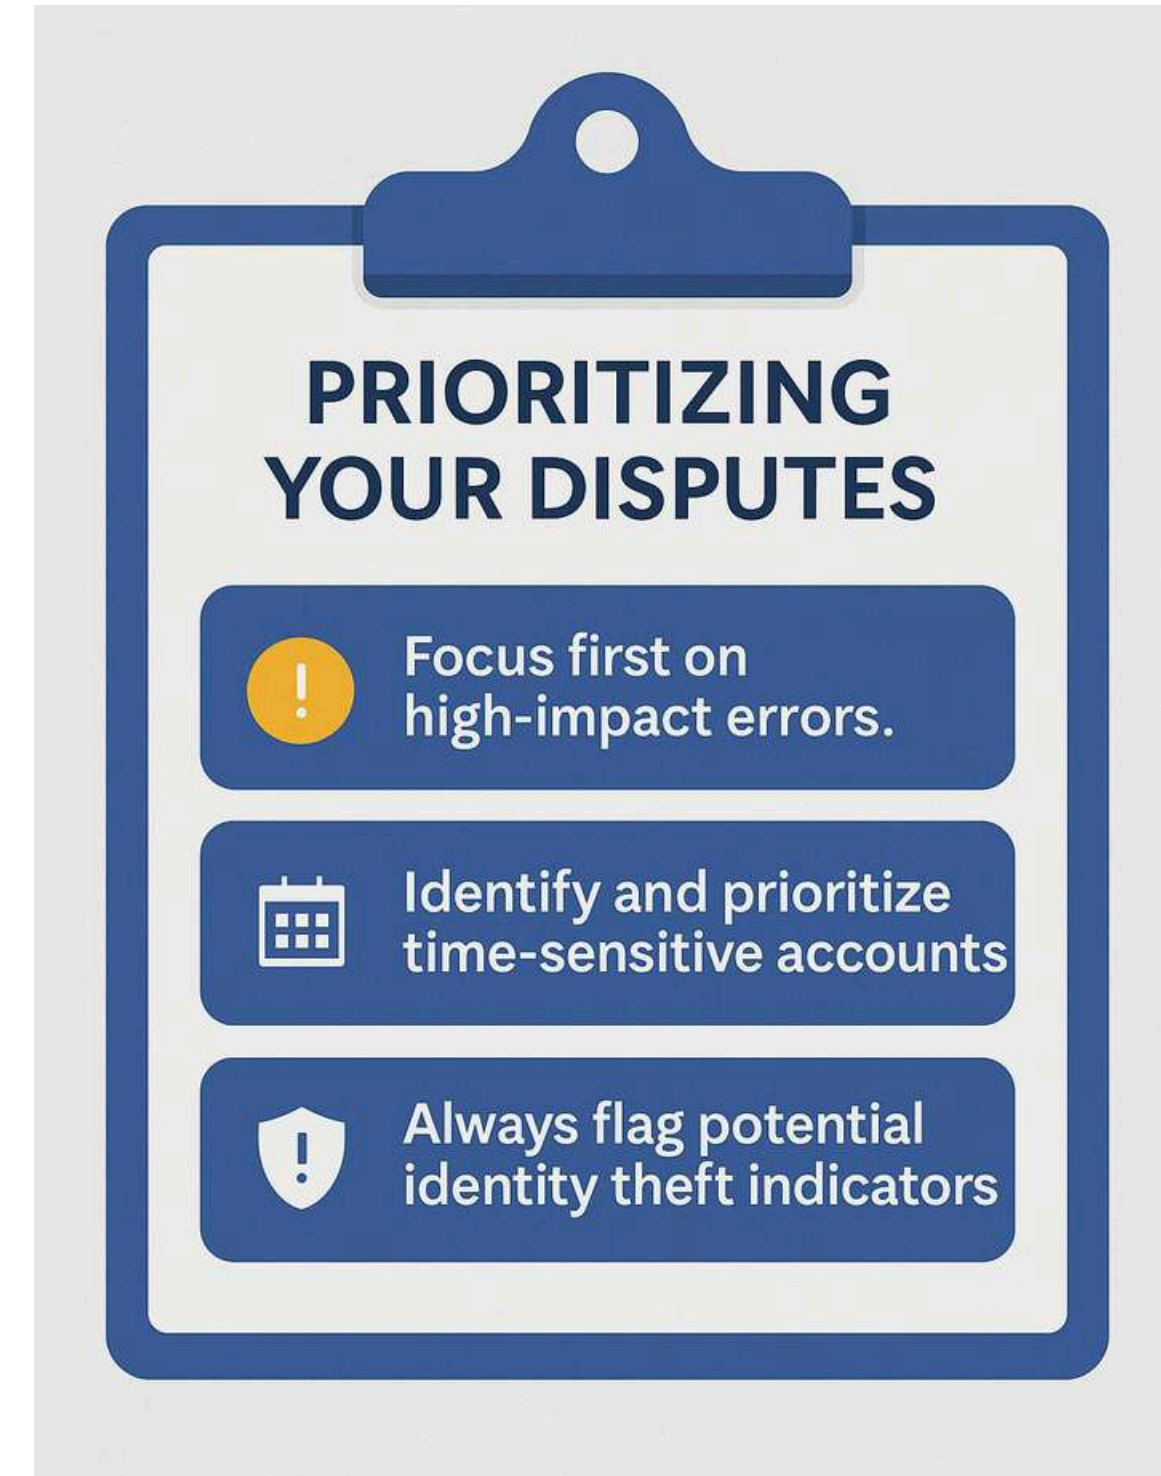 PRIORITIZING
YOUR DISPUTES
Focus first on
high-impact errors.
Identify and prioritize
time-sensitive accounts
Always flag potential
identity theft indicators